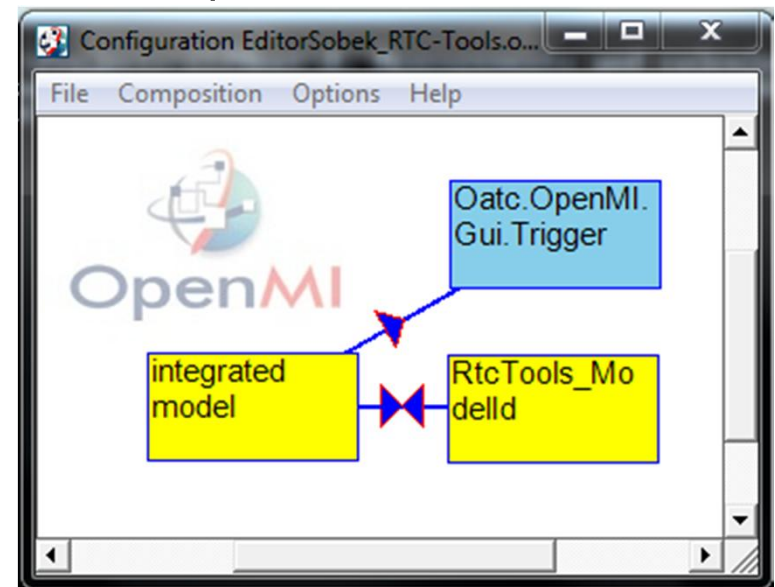 Configuration EditorSobek_RTC-Tools.o...
File Composition Options Help
OpenMI
Oatc.OpenMI.
Gui.Trigger
integrated
model
RtcTools_Mo
delId